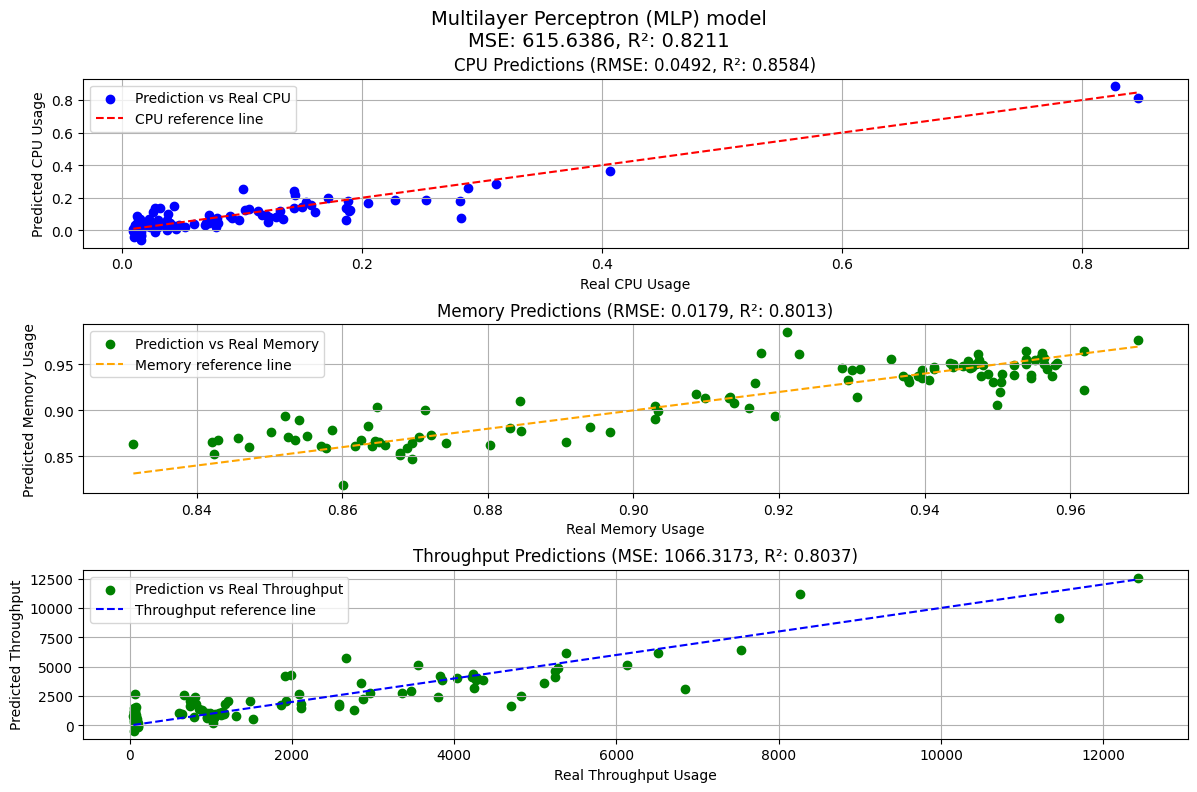 Multilayer Perceptron (MLP) model
MSE: 615.6386, R²: 0.8211
CPU Predictions (RMSE: 0.0492, R²: 0.8584)
Predicted CPU Usage
0.8
0.6
0.4
0.2
0.0
Prediction vs Real CPU
CPU reference line
0.0 0.2 0.4 0.6 0.8
Real CPU Usage
Memory Predictions (RMSE: 0.0179, R²: 0.8013)
Predicted Memory Usage
0.95
0.90
0.85
Prediction vs Real Memory
Memory reference line
0.84 0.86 0.88 0.90 0.92 0.94 0.96
Real Memory Usage
Throughput Predictions (MSE: 1066.3173, R²: 0.8037)
Predicted Throughput
12500
10000
7500
5000
2500
0
Prediction vs Real Throughput
Throughput reference line
0 2000 4000 6000 8000 10000 12000
Real Throughput Usage